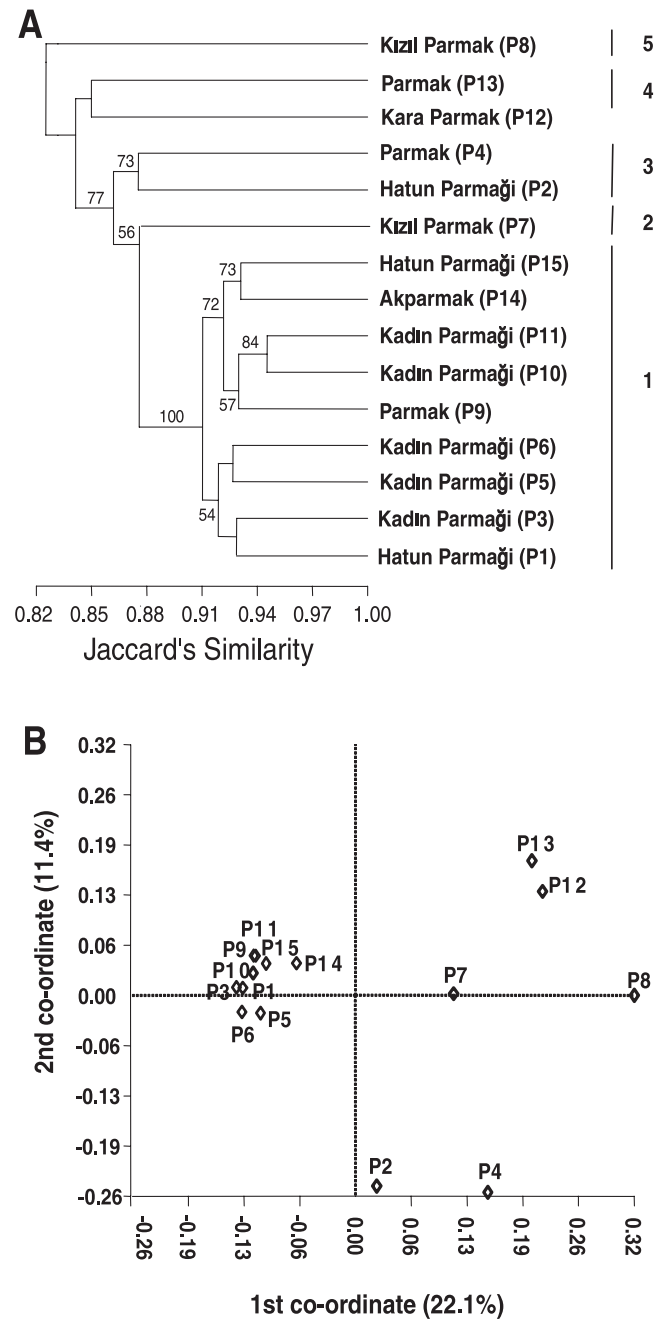 A
Kızıl Parmak (P8) 5
Parmak (P13)
4
Kara Parmak (P12)
73 Parmak (P4)
3
77 Hatun Parmaği (P2)
56 Kızıl Parmak (P7) 2
73 Hatun Parmaği (P15)
72 Akparmak (P14)
84 Kadın Parmaği (P11)
Kadın Parmaği (P10) 1
100 57 Parmak (P9)
Kadın Parmaği (P6)
Kadın Parmaği (P5)
54 Kadın Parmaği (P3)
Hatun Parmaği (P1)
0.82 0.85 0.88 0.91 0.94 0.97 1.00
Jaccard's Similarity
B
2nd co-ordinate (11.4%)
0.32
0.26
0.19
0.13
0.06
0.00
-0.06
-0.13
-0.19
-0.26
P13
P12
P11
P9 P15
P14
P10
P7
P8
P3 P1
P5
P6
P2
P4
-0.26 -0.19 -0.13 -0.06 0.00 0.06 0.13 0.19 0.26 0.32
1st co-ordinate (22.1%)